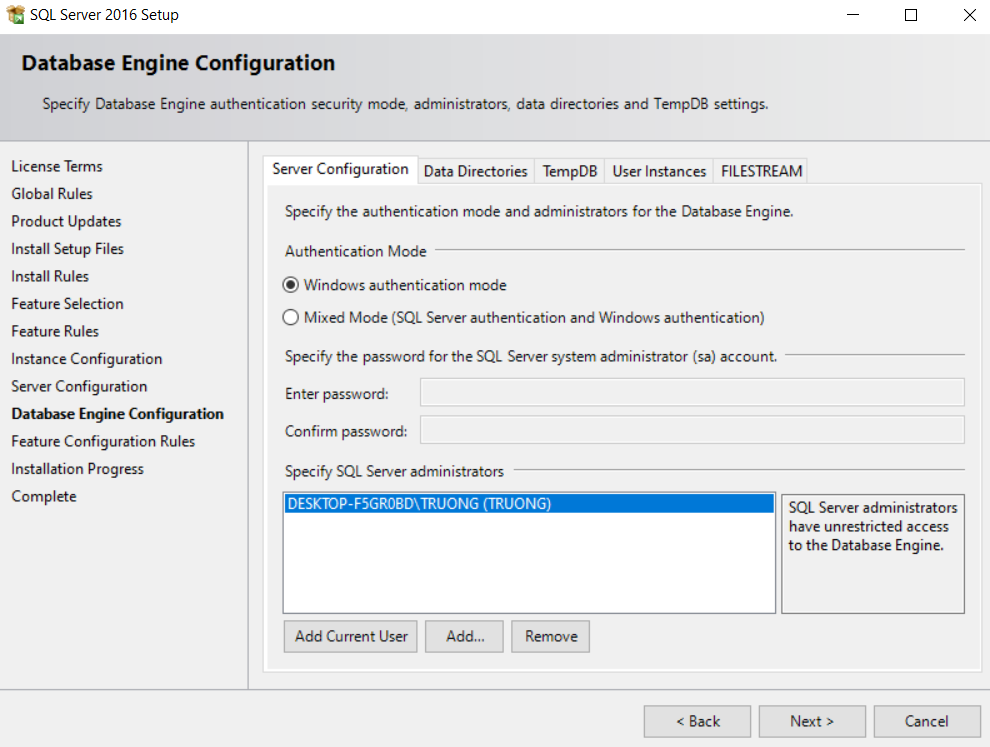 SQL Server 2016 Setup
Database Engine Configuration
Specify Database Engine authentication security mode, administrators, data directories and TempDB settings.
License Terms
Global Rules
Product Updates
Install Setup Files
Install Rules
Feature Selection
Feature Rules
Instance Configuration
Server Configuration
Database Engine Configuration
Feature Configuration Rules
Installation Progress
Complete
Server Configuration Data Directories TempDB User Instances FILESTREAM
Specify the authentication mode and administrators for the Database Engine.
Authentication Mode
Windows authentication mode
Mixed Mode (SQL Server authentication and Windows authentication)
Specify the password for the SQL Server system administrator (sa) account.
Enter password:
Confirm password:
Specify SQL Server administrators
DESKTOP-F5GR0BD\TRUONG (TRUONG)
SQL Server administrators
have unrestricted access
to the Database Engine.
Add Current User Add... Remove
< Back Next > Cancel